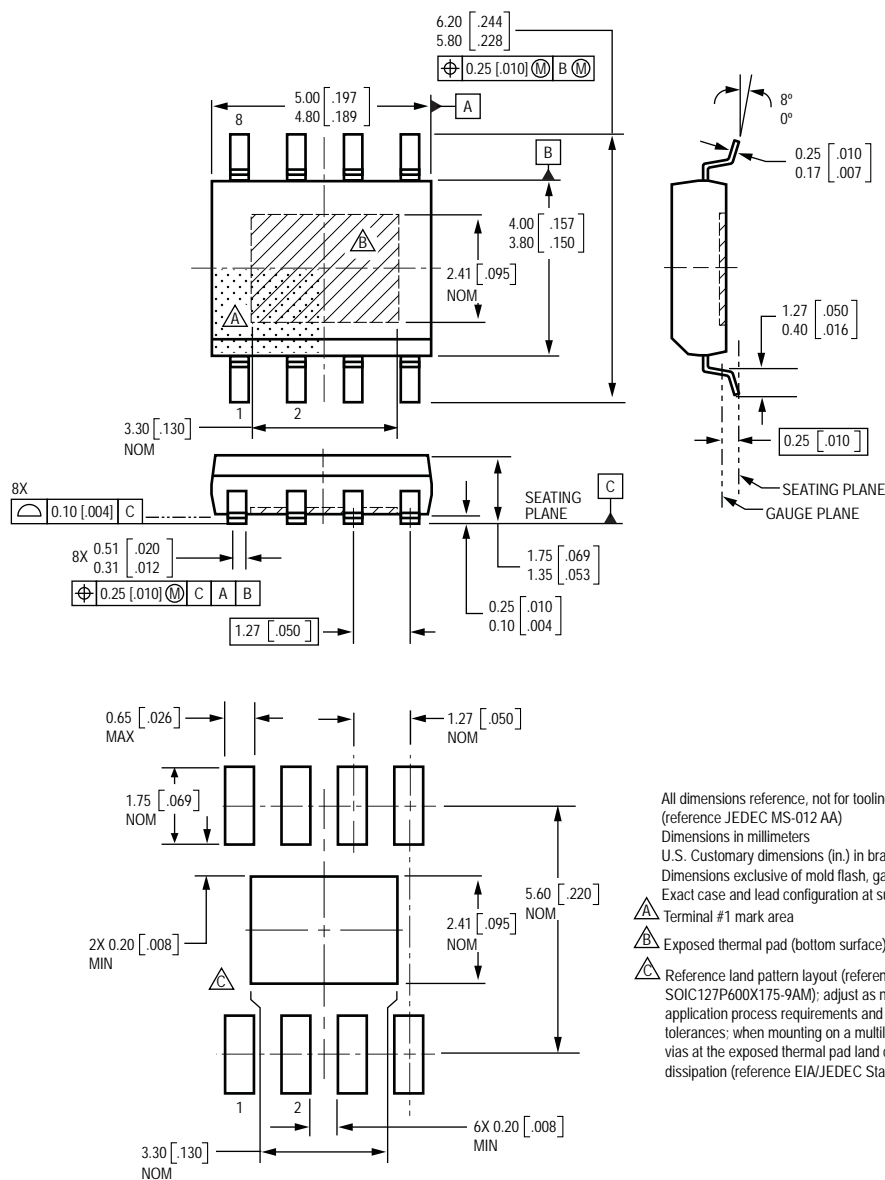 6.20 [.244]
5.80 [.228]
⌖ 0.25 [.010] Ⓜ B Ⓜ
5.00 [.197]
4.80 [.189]
A
8
B
4.00 [.157]
3.80 [.150]
B
2.41 [.095]
NOM
A
1 2
3.30 [.130]
NOM
8º
0º
0.25 [.010]
0.17 [.007]
1.27 [.050]
0.40 [.016]
0.25 [.010]
SEATING PLANE
GAUGE PLANE
8X
⌓ 0.10 [.004] C
SEATING
PLANE
C
8X 0.51 [.020]
0.31 [.012]
⌖ 0.25 [.010] Ⓜ C A B
1.27 [.050]
1.75 [.069]
1.35 [.053]
0.25 [.010]
0.10 [.004]
0.65 [.026]
MAX
1.27 [.050]
NOM
1.75 [.069]
NOM
5.60 [.220]
NOM
2.41 [.095]
NOM
2X 0.20 [.008]
MIN
C
1 2
6X 0.20 [.008]
MIN
3.30 [.130]
NOM
All dimensions reference, not for tooling
(reference JEDEC MS-012 AA)
Dimensions in millimeters
U.S. Customary dimensions (in.) in bra
Dimensions exclusive of mold flash, ga
Exact case and lead configuration at su
A Terminal #1 mark area
B Exposed thermal pad (bottom surface)
C Reference land pattern layout (referen
SOIC127P600X175-9AM); adjust as n
application process requirements and
tolerances; when mounting on a multil
vias at the exposed thermal pad land c
dissipation (reference EIA/JEDEC Sta